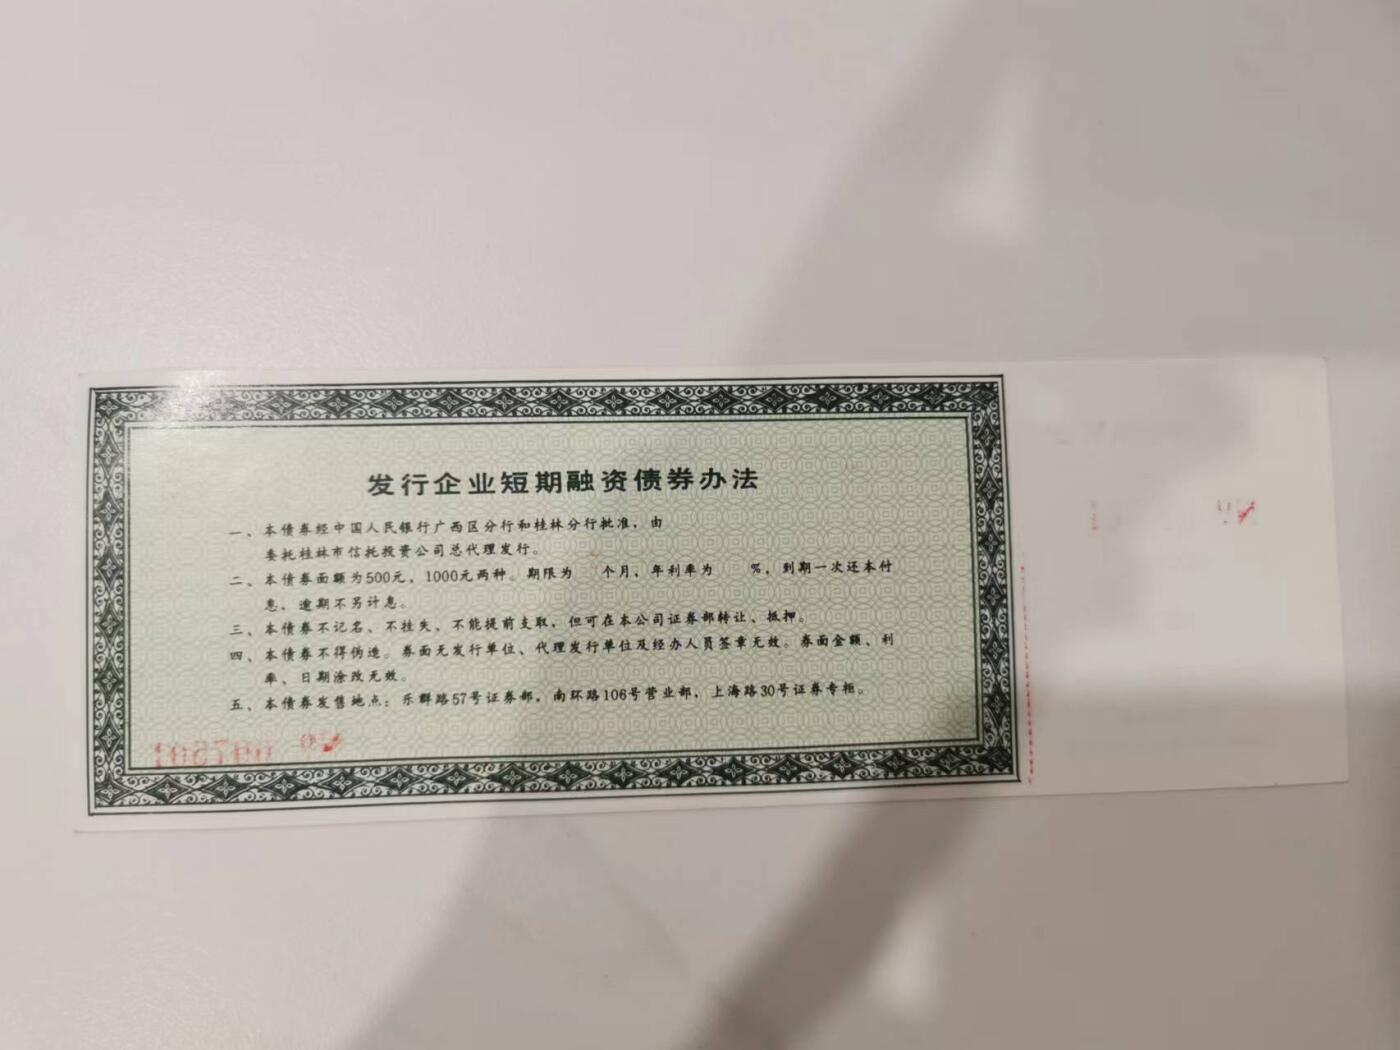 发行企业短期融资债券办法
一、本债券经中国人民银行广西区分行和桂林分行批准，由
委托桂林市信托投资公司总代理发行。
二、本债券面额为500元、1000元两种。期限为　个月，年利率为　%，到期一次还本付
息，逾期不另计息。
三、本债券不记名、不挂失、不能提前支取，但可在本公司证券部转让、抵押。
四、本债券不得伪造。券面无发行单位、代理发行单位及经办人员签章无效。券面金额、利
率、日期涂改无效。
五、本债券发售地点：乐群路57号证券部，南环路106号营业部，上海路30号证券专柜。